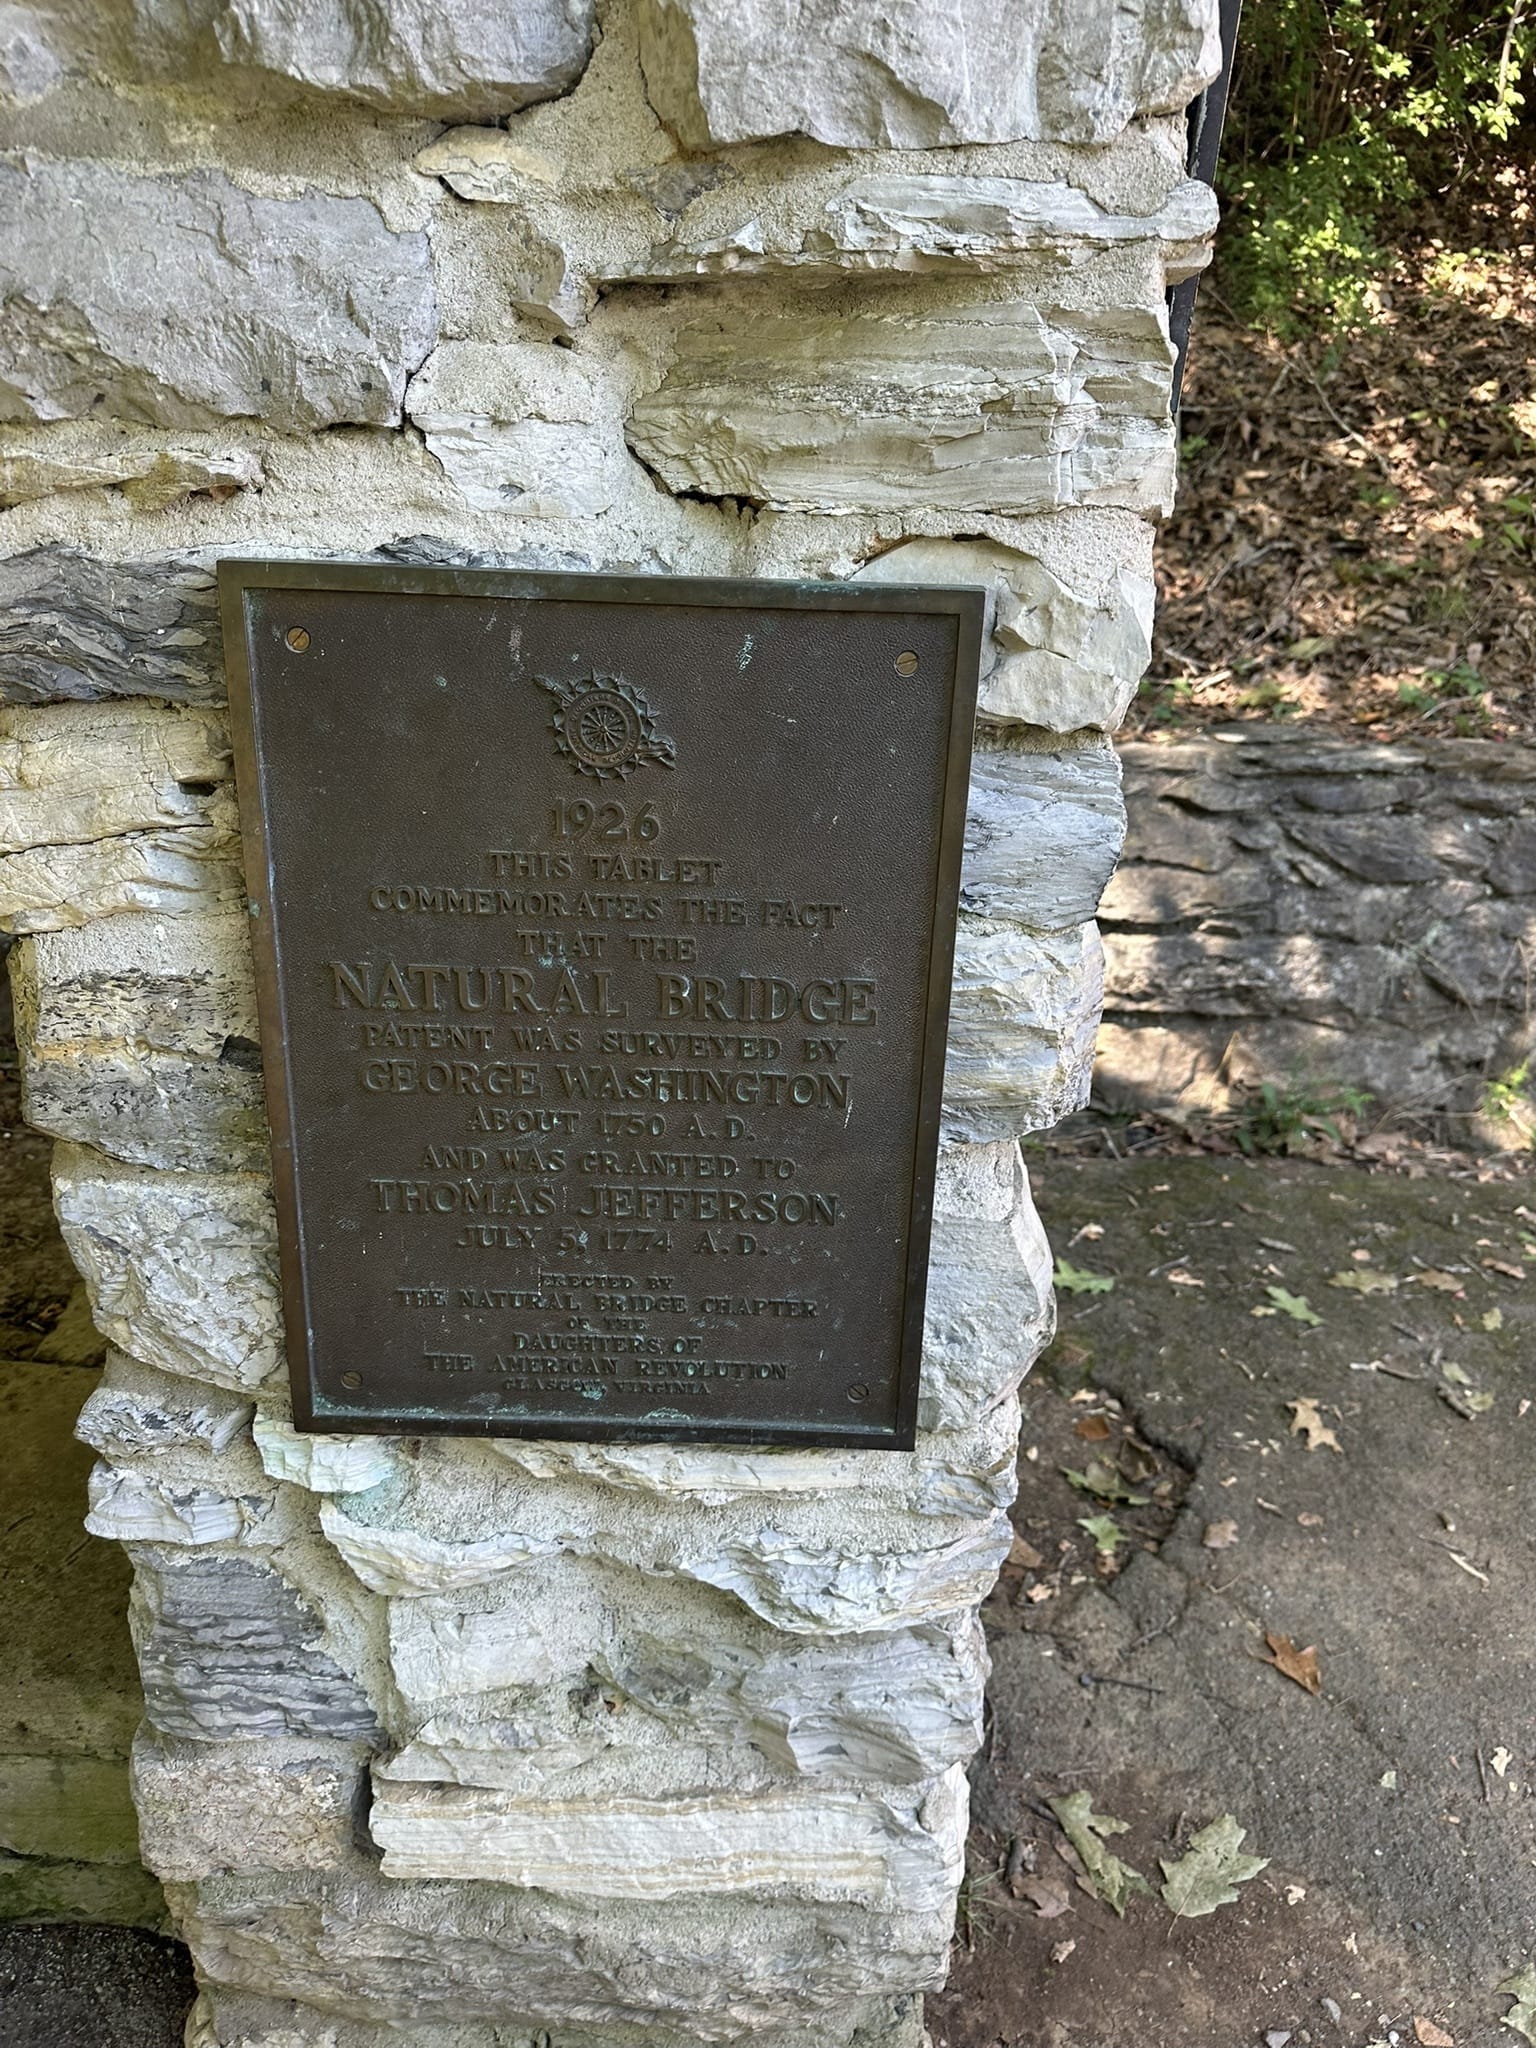 1926
THIS TABLET
COMMEMORATES THE FACT
THAT THE
NATURAL BRIDGE
PATENT WAS SURVEYED BY
GEORGE WASHINGTON
ABOUT 1750 A.D.
AND WAS GRANTED TO
THOMAS JEFFERSON
JULY 5, 1774 A.D.
ERECTED BY
THE NATURAL BRIDGE CHAPTER
OF THE
DAUGHTERS OF
THE AMERICAN REVOLUTION
GLASGOW, VIRGINIA